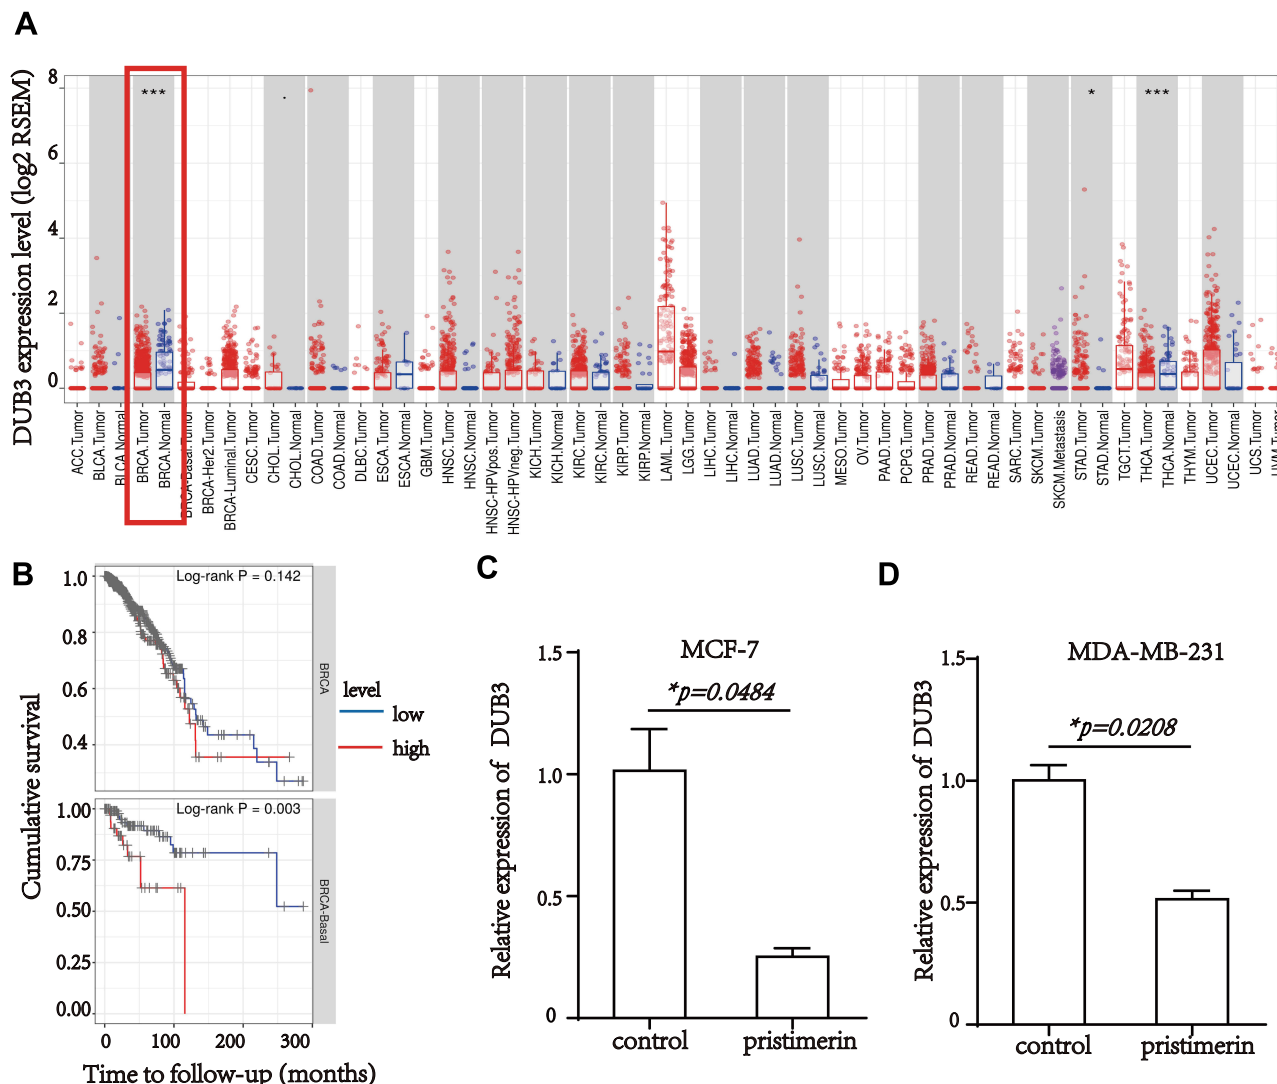 A
DUB3 expression level (log2 RSEM)
8
6
4
2
0
***
.
*
***
ACC.Tumor
BLCA.Tumor
BLCA.Normal
BRCA.Tumor
BRCA.Normal
BRCA-Basal.Tumor
BRCA-Her2.Tumor
BRCA-Luminal.Tumor
CESC.Tumor
CHOL.Tumor
CHOL.Normal
COAD.Tumor
COAD.Normal
DLBC.Tumor
ESCA.Tumor
ESCA.Normal
GBM.Tumor
HNSC.Tumor
HNSC.Normal
HNSC-HPVpos.Tumor
HNSC-HPVneg.Tumor
KICH.Tumor
KICH.Normal
KIRC.Tumor
KIRC.Normal
KIRP.Tumor
KIRP.Normal
LAML.Tumor
LGG.Tumor
LIHC.Tumor
LIHC.Normal
LUAD.Tumor
LUAD.Normal
LUSC.Tumor
LUSC.Normal
MESO.Tumor
OV.Tumor
PAAD.Tumor
PCPG.Tumor
PRAD.Tumor
PRAD.Normal
READ.Tumor
READ.Normal
SARC.Tumor
SKCM.Tumor
SKCM.Metastasis
STAD.Tumor
STAD.Normal
TGCT.Tumor
THCA.Tumor
THCA.Normal
THYM.Tumor
UCEC.Tumor
UCEC.Normal
UCS.Tumor
UVM.Tumor
B
Cumulative survival
1.0
0.8
0.6
0.4
Log-rank P = 0.142
BRCA
1.00
0.75
0.50
0.25
0.00
Log-rank P = 0.003
BRCA-Basal
0 100 200 300
Time to follow-up (months)
level
low
high
C
MCF-7
*p=0.0484
Relative expression of DUB3
1.5
1.0
0.5
0
control pristimerin
D
MDA-MB-231
*p=0.0208
Relative expression of DUB3
1.5
1.0
0.5
0
control pristimerin